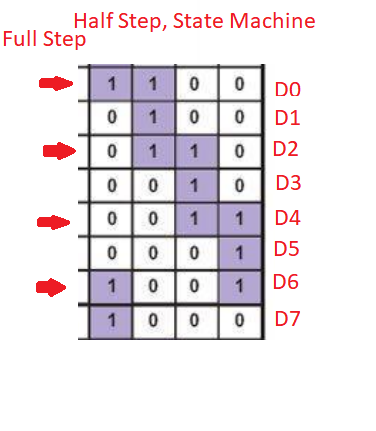 Half Step, State Machine
Full Step
1 1 0 0 D0
0 1 0 0 D1
0 1 1 0 D2
0 0 1 0 D3
0 0 1 1 D4
0 0 0 1 D5
1 0 0 1 D6
1 0 0 0 D7